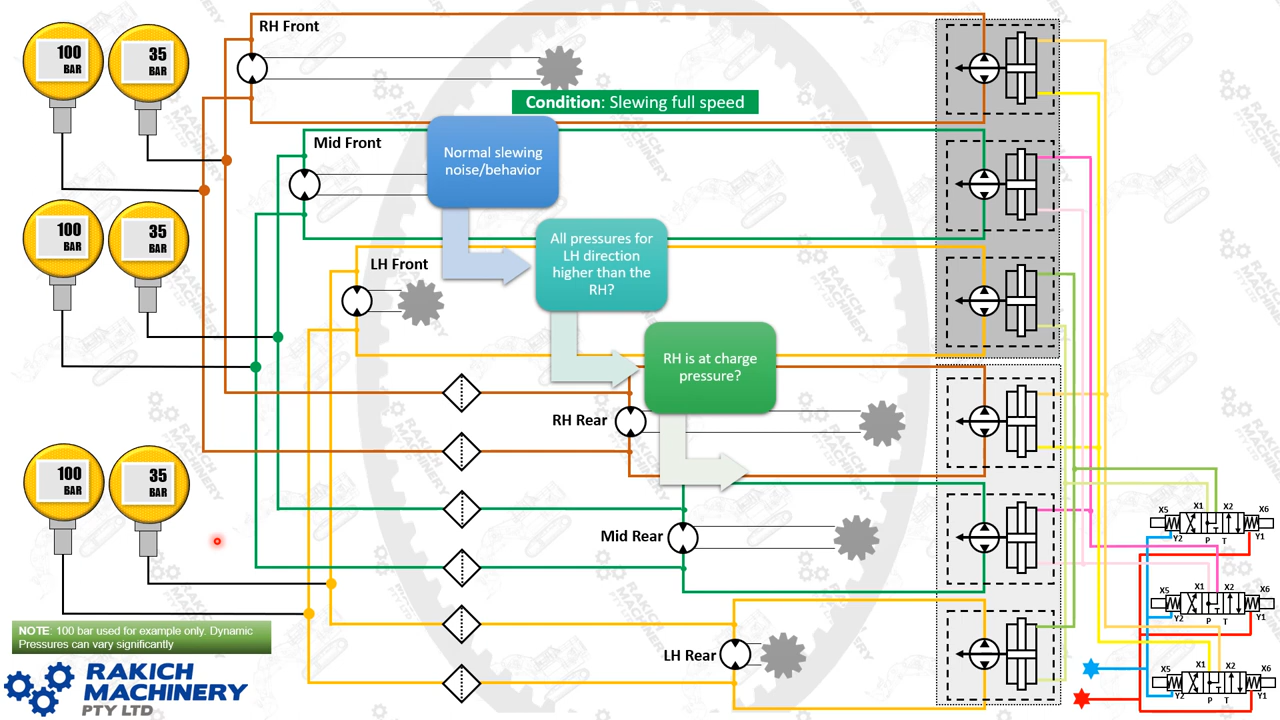 RH Front
100
BAR
35
BAR
Condition: Slewing full speed
Mid Front
Normal slewing
noise/behavior
100
BAR
35
BAR
All pressures for
LH direction
higher than the
RH?
LH Front
RH is at charge
pressure?
RH Rear
100
BAR
35
BAR
X5
X1
X2
X6
Y2
P
T
Y1
Mid Rear
X5
X1
X2
X6
Y2
P
T
Y1
NOTE: 100 bar used for example only. Dynamic
Pressures can vary significantly
LH Rear
X5
X1
X2
X6
Y2
P
T
Y1
RAKICH
MACHINERY
PTY LTD